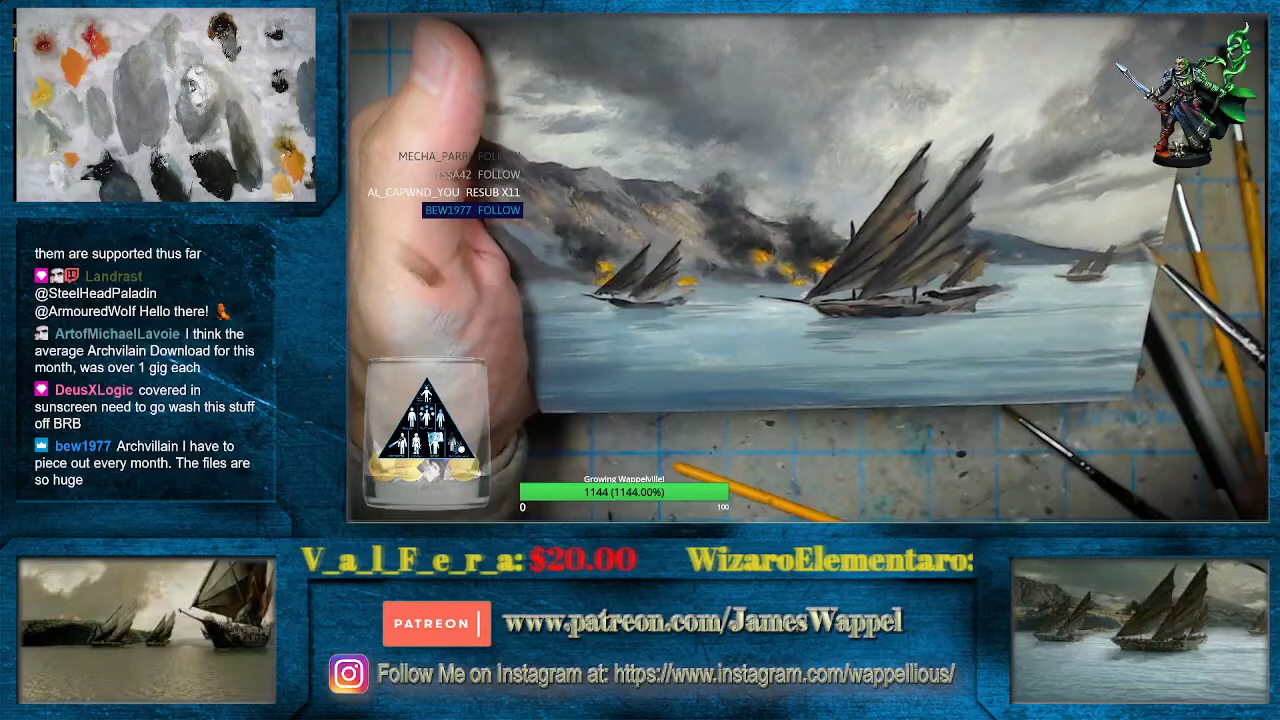 them are supported thus far
Landrast
@SteelHeadPaladin
@ArmouredWolf Hello there!
ArtofMichaelLavoie I think the
average Archvilain Download for this
month, was over 1 gig each
DeusXLogic covered in
sunscreen need to go wash this stuff
off BRB
bew1977 Archvillain I have to
piece out every month. The files are
so huge
FOLLOW
AL_CAPWND_YOU RESUB X11
BEW1977 FOLLOW
Growing Wappelville!
1144 (1144.00%)
0
100
V_a_l_F_e_r_a: $20.00 WizaroElementaro:
PATREON www.patreon.com/JamesWappel
Follow Me on Instagram at: https://www.instagram.com/wappellious/